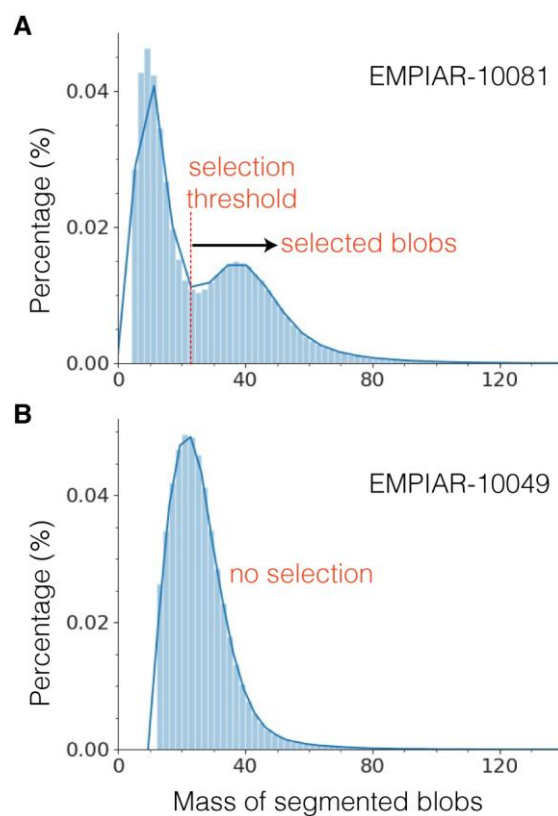 A
EMPIAR-10081
Percentage (%)
0.04
0.02
0.00
selection
threshold
selected blobs
0
40
80
120
B
EMPIAR-10049
Percentage (%)
0.04
0.02
0.00
no selection
0
40
80
120
Mass of segmented blobs